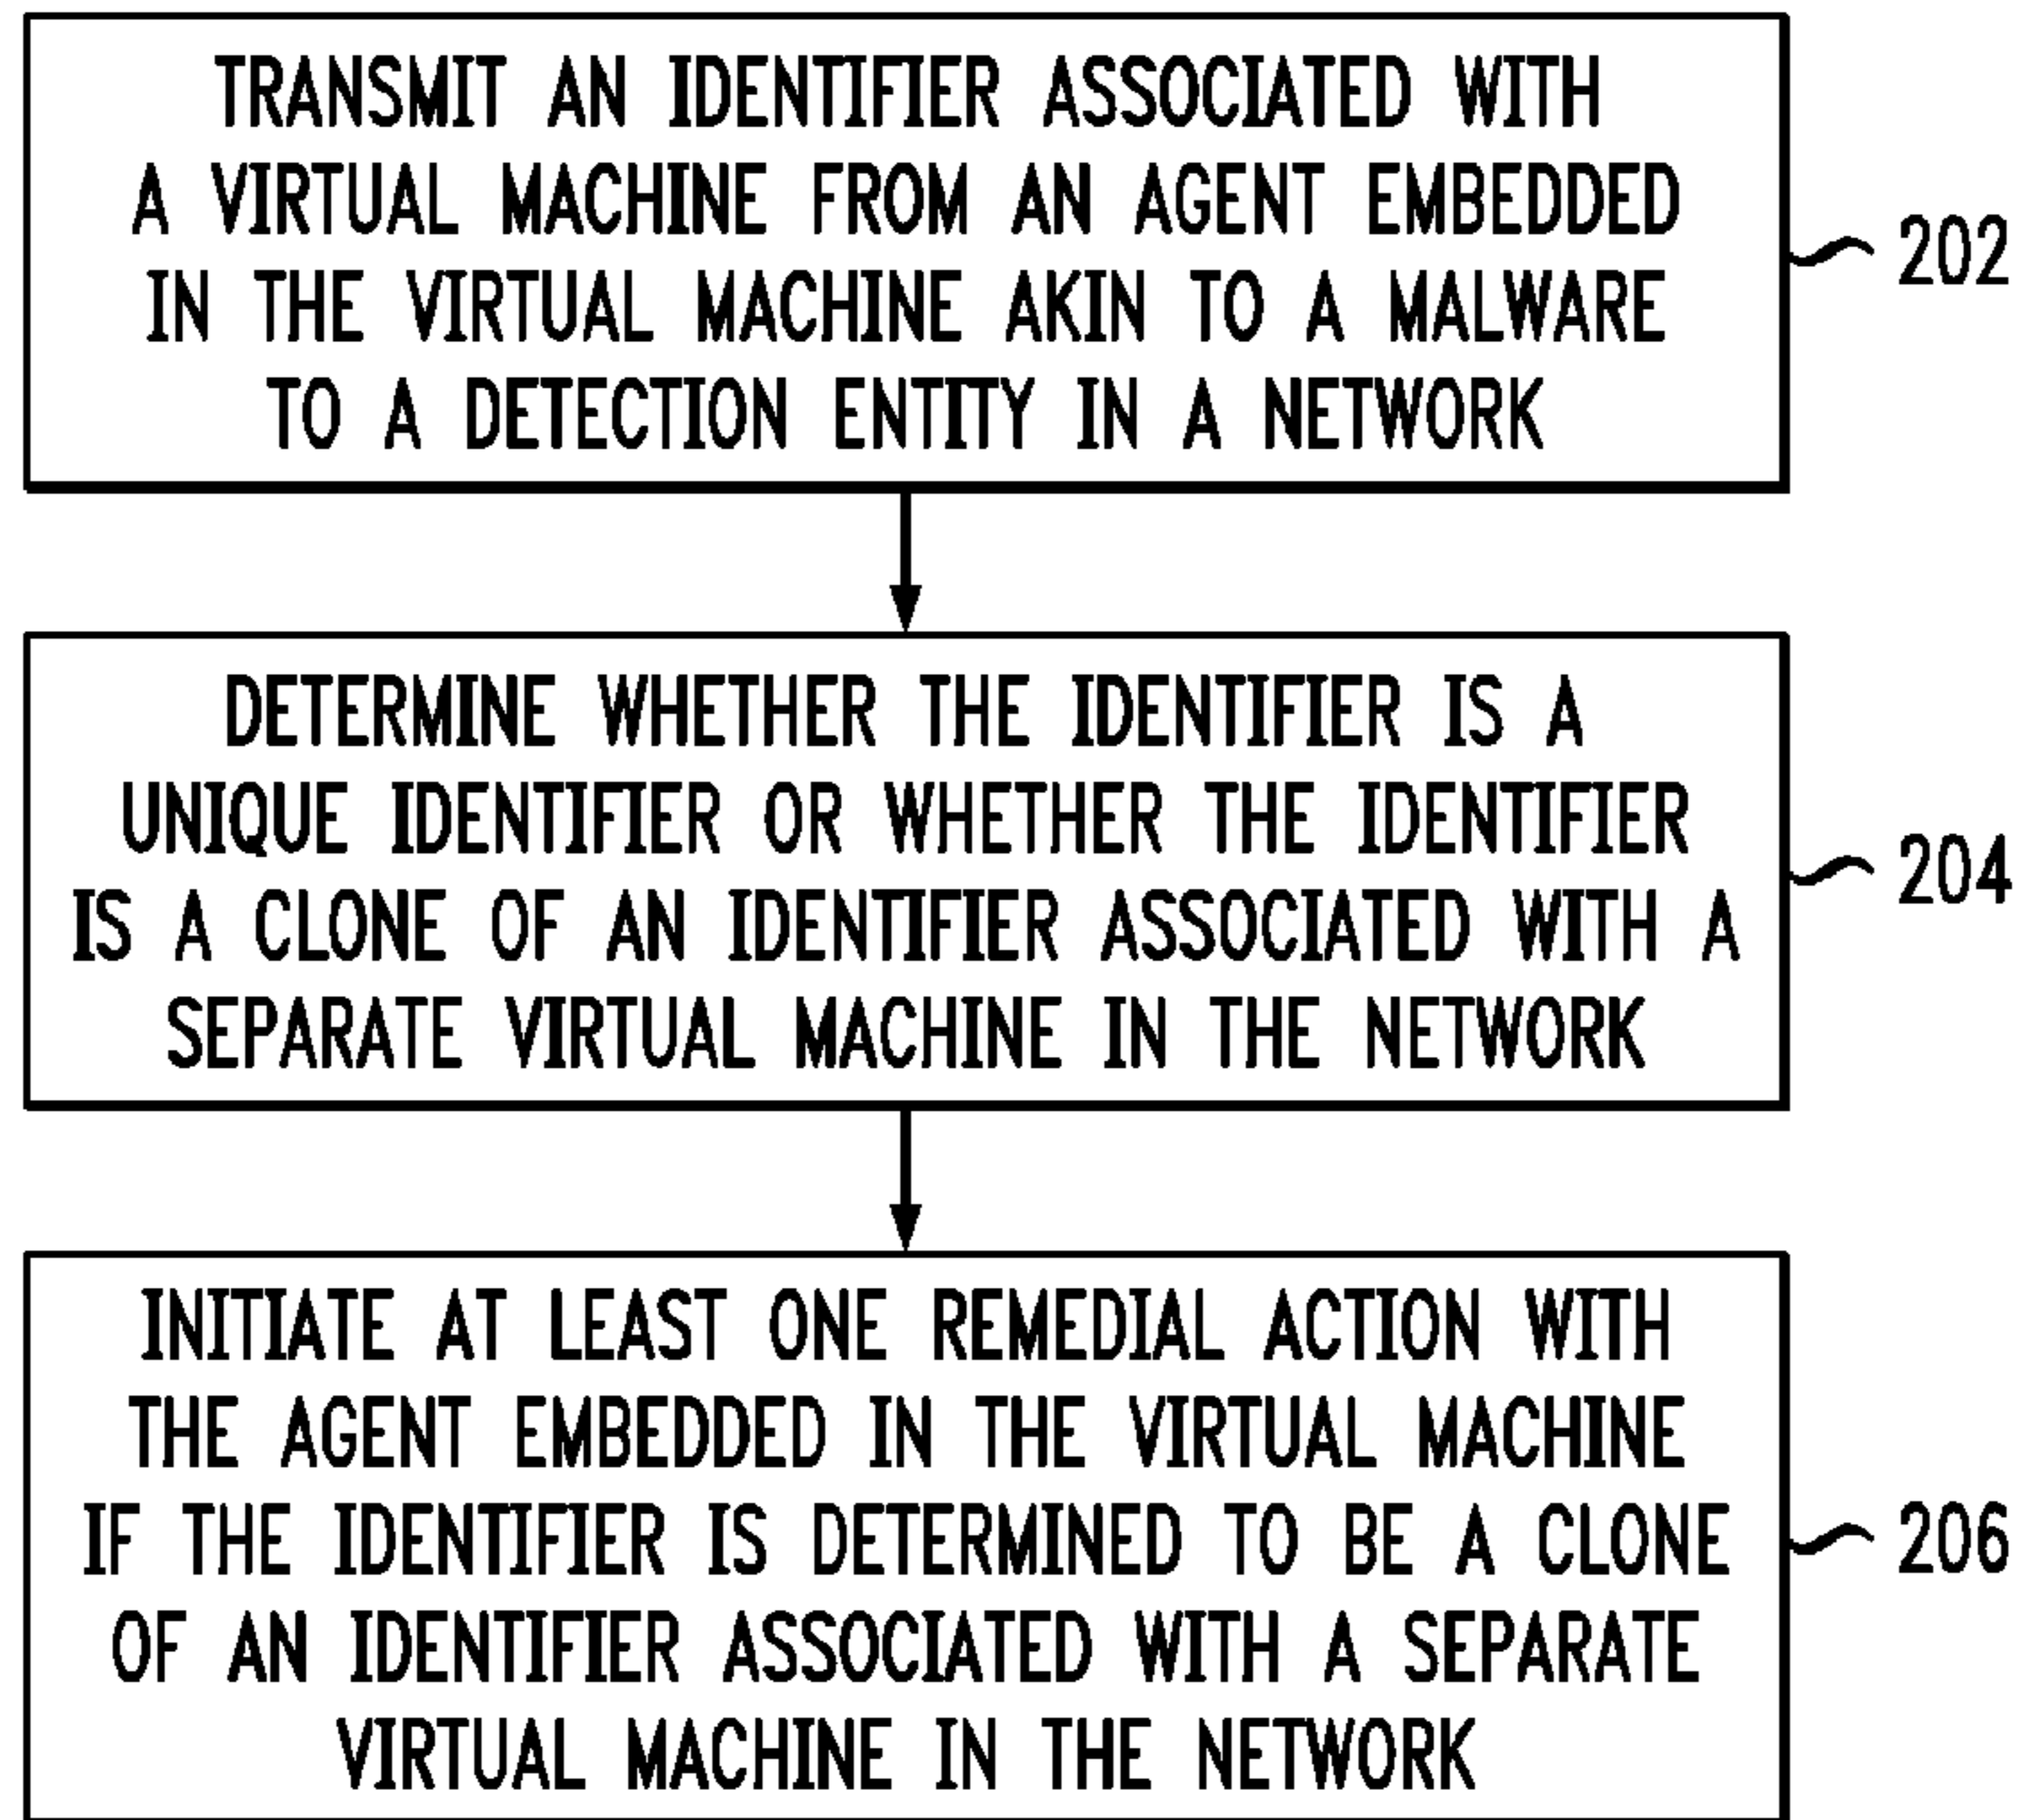 TRANSMIT AN IDENTIFIER ASSOCIATED WITH
A VIRTUAL MACHINE FROM AN AGENT EMBEDDED
IN THE VIRTUAL MACHINE AKIN TO A MALWARE
TO A DETECTION ENTITY IN A NETWORK
202
DETERMINE WHETHER THE IDENTIFIER IS A
UNIQUE IDENTIFIER OR WHETHER THE IDENTIFIER
IS A CLONE OF AN IDENTIFIER ASSOCIATED WITH A
SEPARATE VIRTUAL MACHINE IN THE NETWORK
204
INITIATE AT LEAST ONE REMEDIAL ACTION WITH
THE AGENT EMBEDDED IN THE VIRTUAL MACHINE
IF THE IDENTIFIER IS DETERMINED TO BE A CLONE
OF AN IDENTIFIER ASSOCIATED WITH A SEPARATE
VIRTUAL MACHINE IN THE NETWORK
206